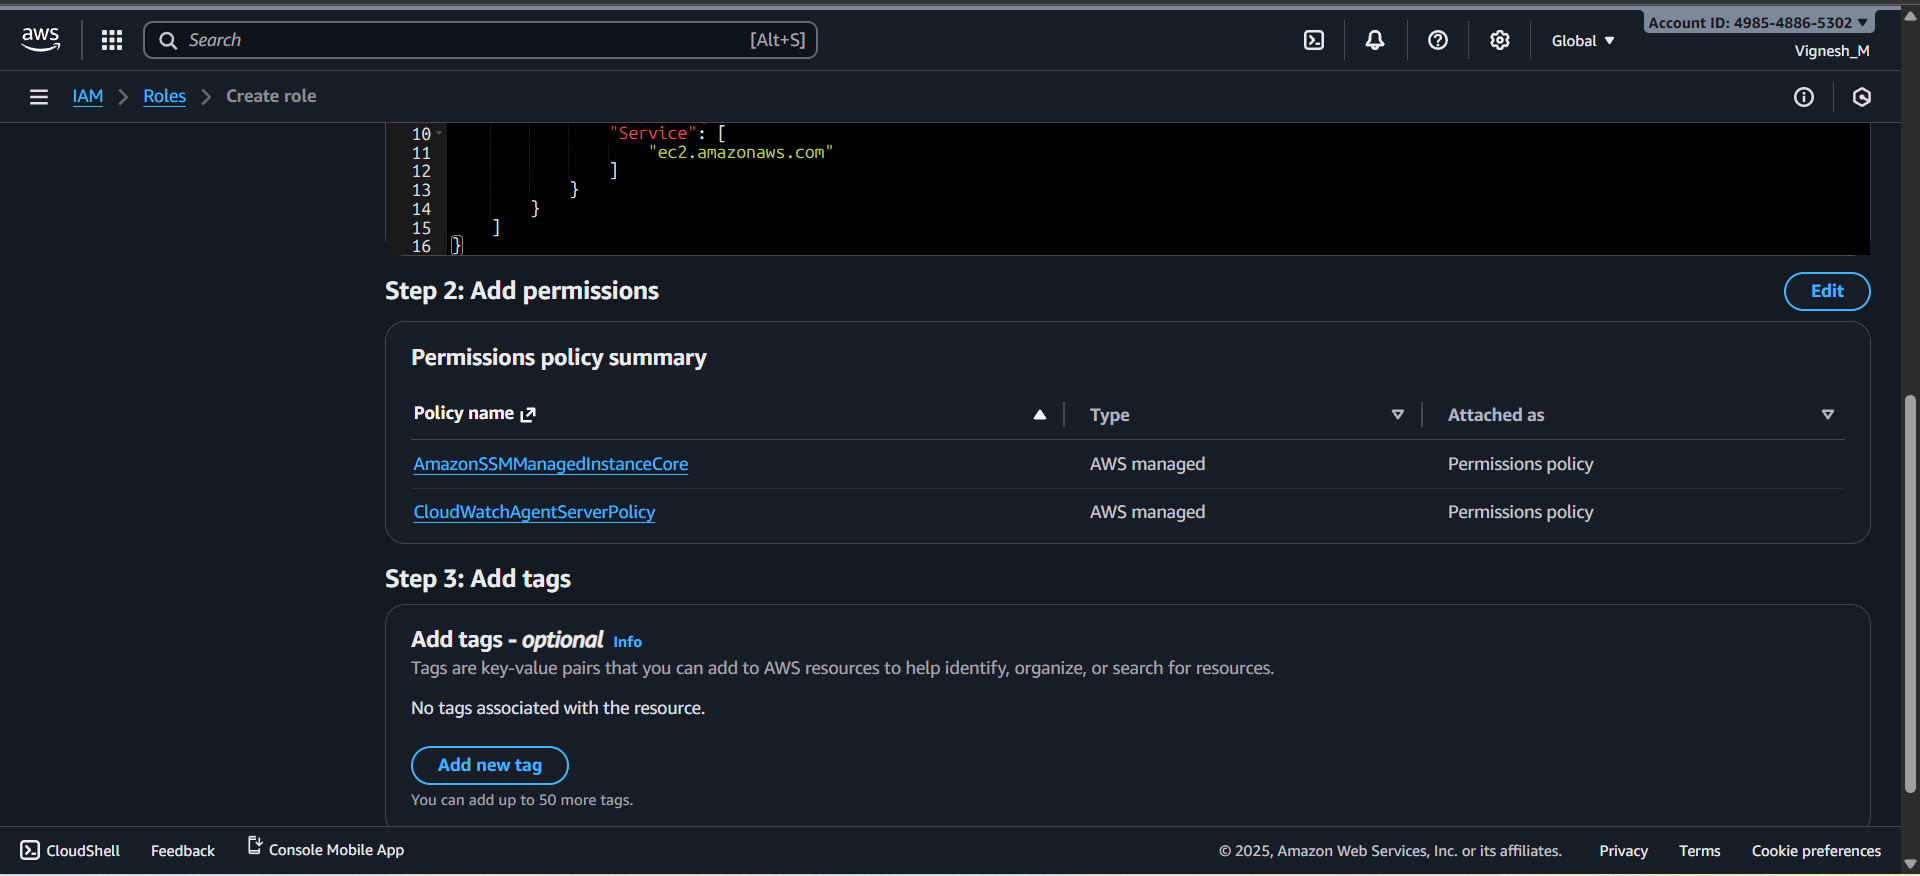 aws
Search
[Alt+S]
Global
Account ID: 4985-4886-5302
Vignesh_M
IAM
Roles
Create role
10 "Service": [
11 "ec2.amazonaws.com"
12 ]
13 }
14 }
15 ]
16 }
Step 2: Add permissions
Edit
Permissions policy summary
Policy name
Type
Attached as
AmazonSSMManagedInstanceCore
AWS managed
Permissions policy
CloudWatchAgentServerPolicy
AWS managed
Permissions policy
Step 3: Add tags
Add tags - optional Info
Tags are key-value pairs that you can add to AWS resources to help identify, organize, or search for resources.
No tags associated with the resource.
Add new tag
You can add up to 50 more tags.
CloudShell
Feedback
Console Mobile App
© 2025, Amazon Web Services, Inc. or its affiliates.
Privacy
Terms
Cookie preferences